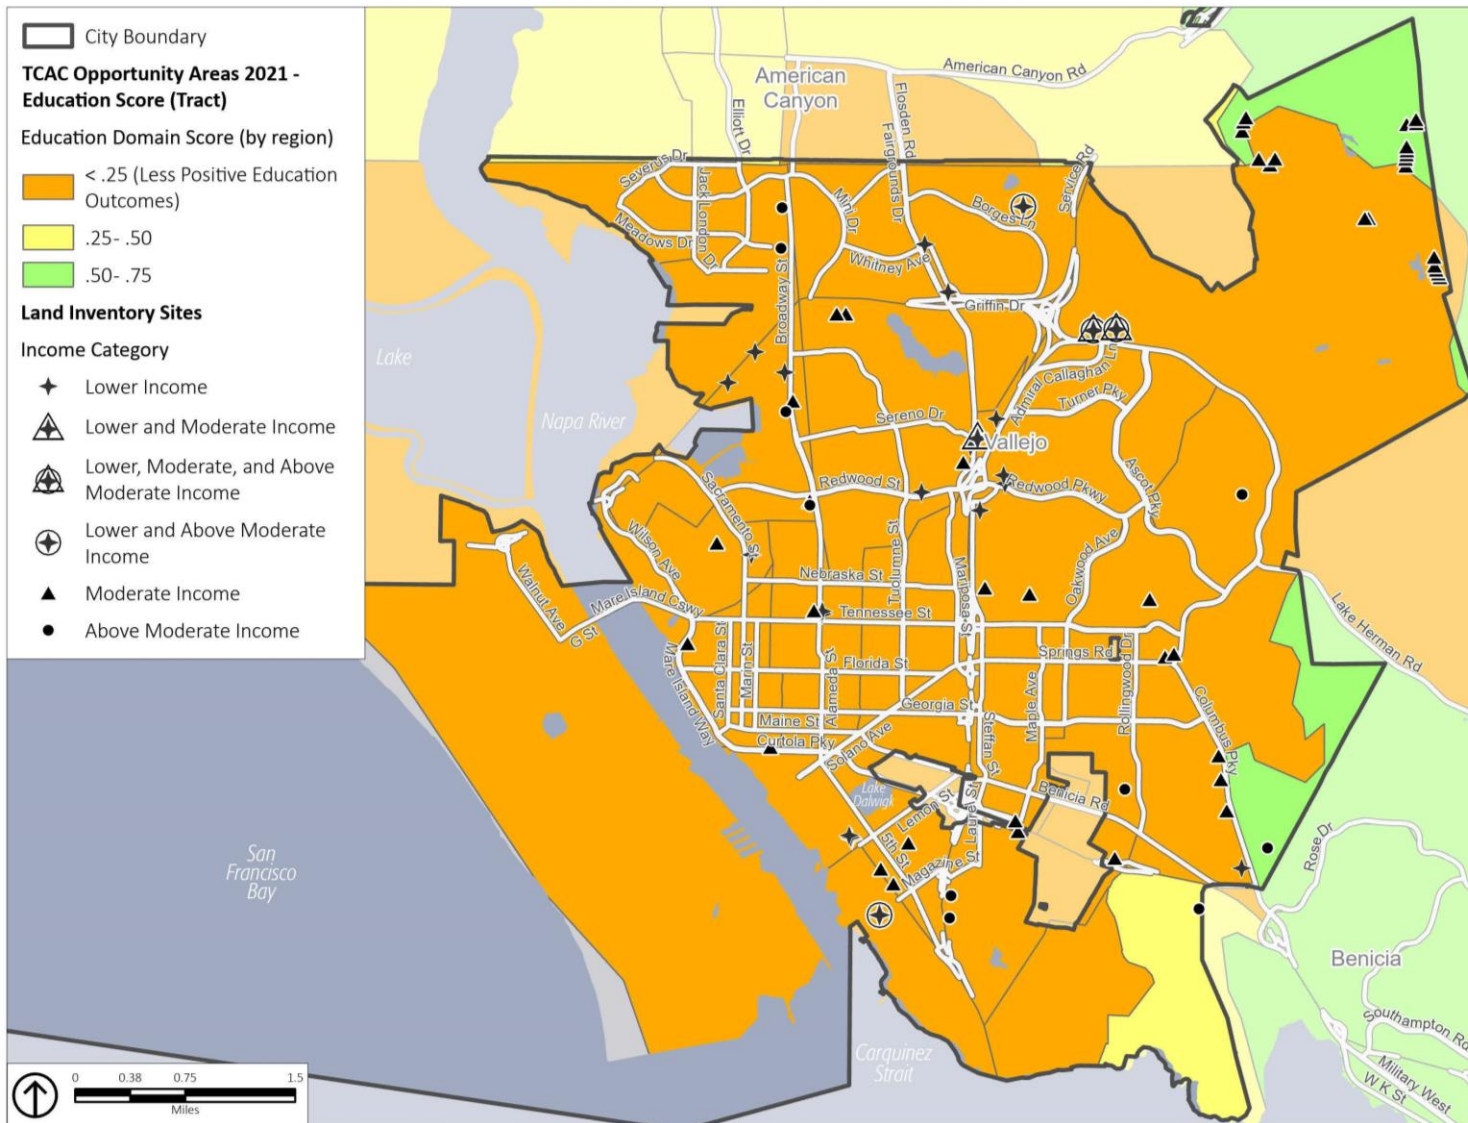 City Boundary
TCAC Opportunity Areas 2021 -
Education Score (Tract)
Education Domain Score (by region)
< .25 (Less Positive Education
Outcomes)
.25- .50
.50- .75
Land Inventory Sites
Income Category
Lower Income
Lower and Moderate Income
Lower, Moderate, and Above
Moderate Income
Lower and Above Moderate
Income
Moderate Income
Above Moderate Income
American
Canyon
American Canyon Rd
Elliott Dr
Flosden Rd
Fairgrounds Dr
Service Rd
Severus Dr
Jack London Dr
Meadows Dr
Mini Dr
Borges Ln
Whitney Ave
Broadway St
Griffin Dr
Lake
Napa River
Admiral Callaghan Ln
Turner Pky
Sereno Dr
Vallejo
Ascot Pky
Redwood St
Redwood Pkwy
Sacramento S
Wilson Ave
Tuolumne St
Mariposa St
Oakwood Ave
Nebraska St
Walnut Ave
G St
Mare Island Cswy
Tennessee St
Lake Herman Rd
Springs Rd
Rollingwood Dr
Florida St
Santa Clara St
Marin St
Alameda St
Mare Island Way
Georgia St
Maple Ave
Columbus Pky
Maine St
Curtola Pky
Solano Ave
Steffan St
Lake
Dalwigk
Lemon St
Laurel S
Benicia Rd
5th St
Magazine St
Rose Dr
San
Francisco
Bay
Benicia
Southampton Rd
Carquinez
Strait
Military West
W K St
0 0.38 0.75 1.5
Miles